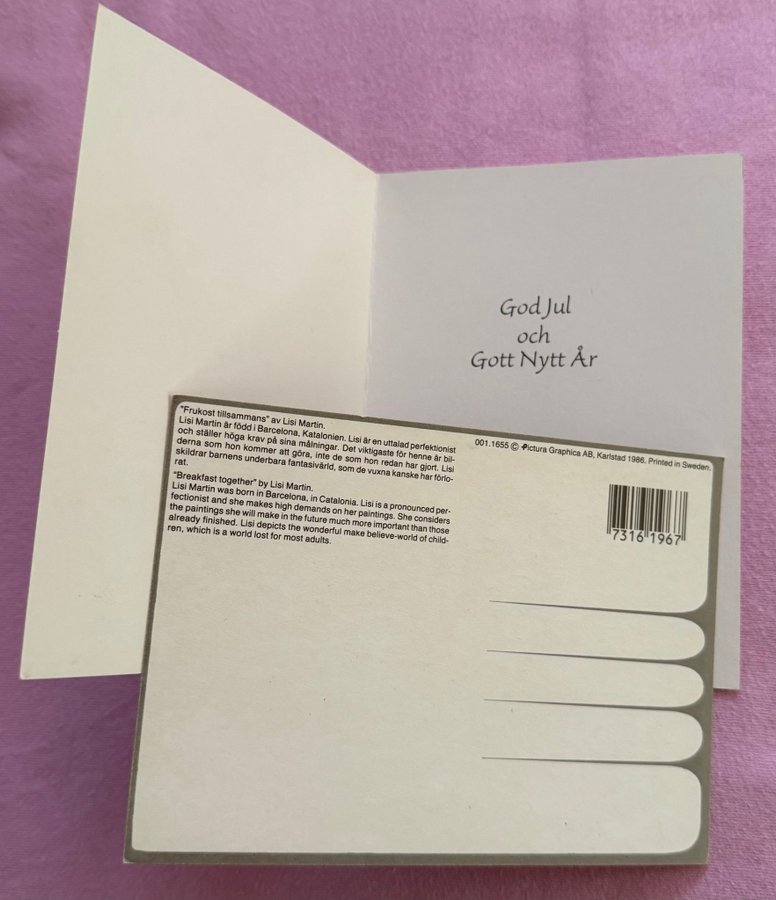 God Jul
och
Gott Nytt År
"Frukost tillsammans" av Lisi Martin.
Lisi Martin är född i Barcelona, Katalonien. Lisi är en uttalad perfektionist
och ställer höga krav på sina målningar. Det viktigaste för henne är bil-
derna som hon kommer att göra, inte de som hon redan har gjort. Lisi
skildrar barnens underbara fantasivärld, som de vuxna kanske har förlo-
rat.
"Breakfast together" by Lisi Martin.
Lisi Martin was born in Barcelona, in Catalonia. Lisi is a pronounced per-
fectionist and she makes high demands on her paintings. She considers
the paintings she will make in the future much more important than those
already finished. Lisi depicts the wonderful make believe-world of child-
ren, which is a world lost for most adults.
001.1655 © Pictura Graphica AB, Karlstad 1986. Printed in Sweden.
7316 1967